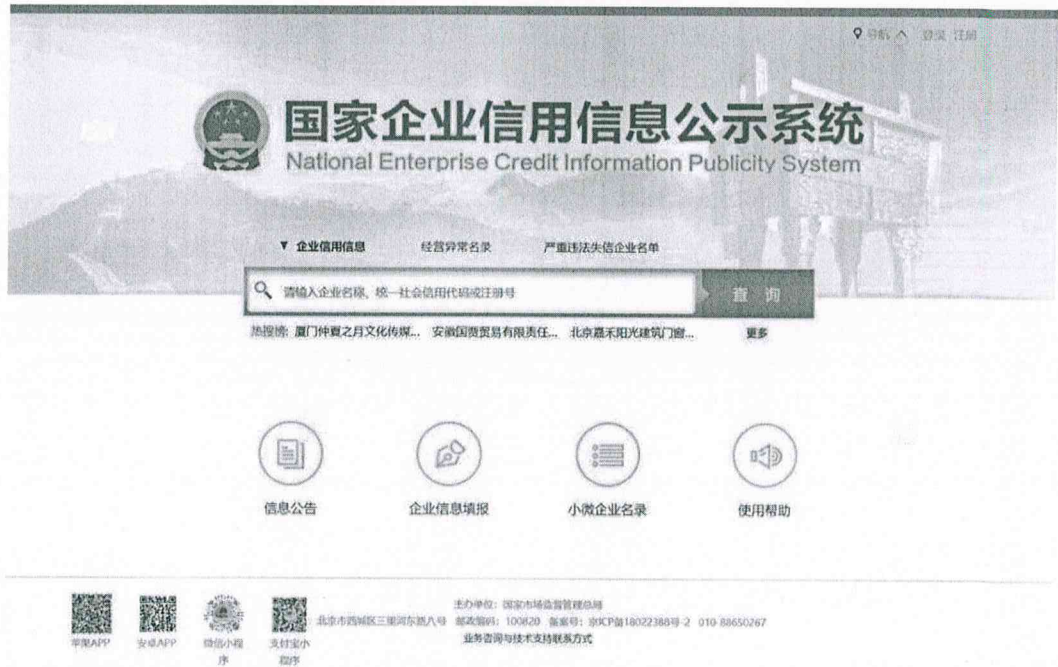 导航 登录 注册
国家企业信用信息公示系统
National Enterprise Credit Information Publicity System
企业信用信息 经营异常名录 严重违法失信企业名单
请输入企业名称、统一社会信用代码或注册号 查询
热搜榜: 厦门仲夏之月文化传媒... 安徽国贸贸易有限责任... 北京嘉禾阳光建筑门窗... 更多
信息公告 企业信息填报 小微企业名录 使用帮助
主办单位：国家市场监督管理总局
北京市西城区三里河东路八号 邮政编码：100820 备案号：京ICP备18022388号-2 010-88650267
业务咨询与技术支持联系方式
苹果APP 安卓APP 微信小程序 支付宝小程序